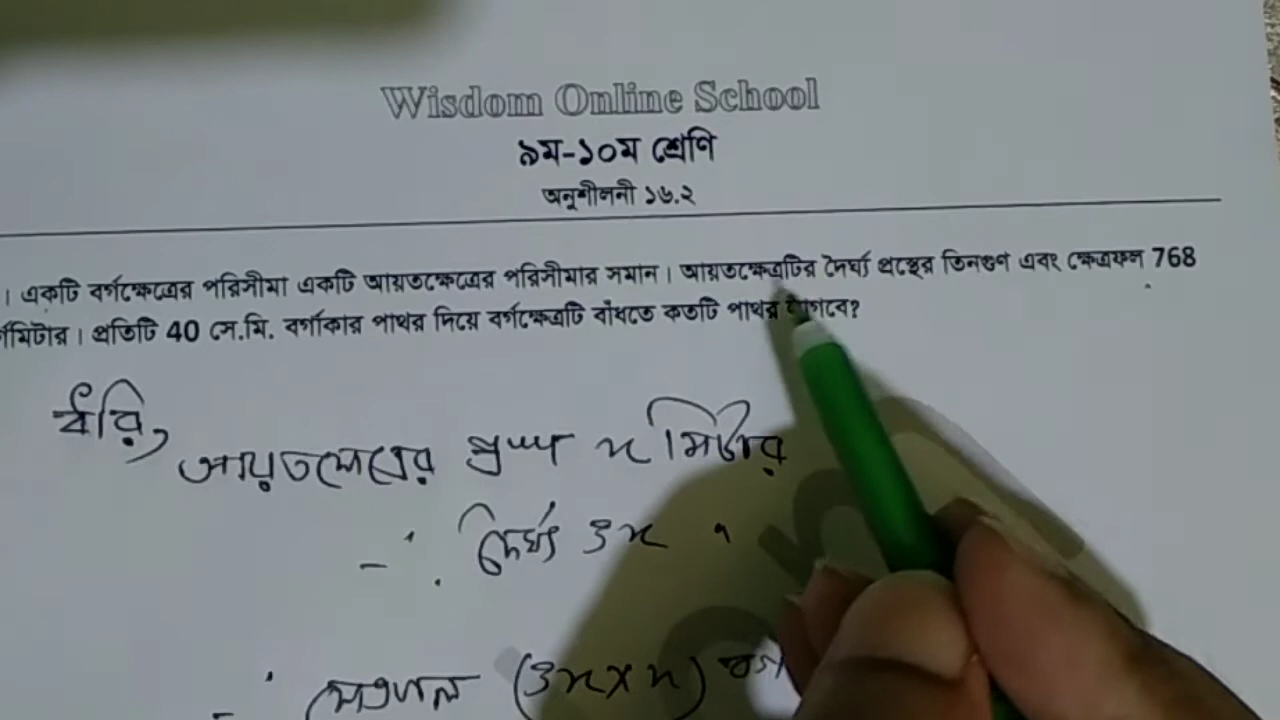 Wisdom Online School
৯ম-১০ম শ্রেণি
অনুশীলনী ১৬.২
। একটি বর্গক্ষেত্রের পরিসীমা একটি আয়তক্ষেত্রের পরিসীমার সমান। আয়তক্ষেত্রটির দৈর্ঘ্য প্রস্থের তিনগুণ এবং ক্ষেত্রফল 768
র্গমিটার। প্রতিটি 40 সে.মি. বর্গাকার পাথর দিয়ে বর্গক্ষেত্রটি বাঁধতে কতটি পাথর লাগবে?
ধরি,
আয়তক্ষেত্রের প্রস্থ x মিটার
∴ দৈর্ঘ্য 3x "
∴ ক্ষেত্রফল (3x × x) বর্গ